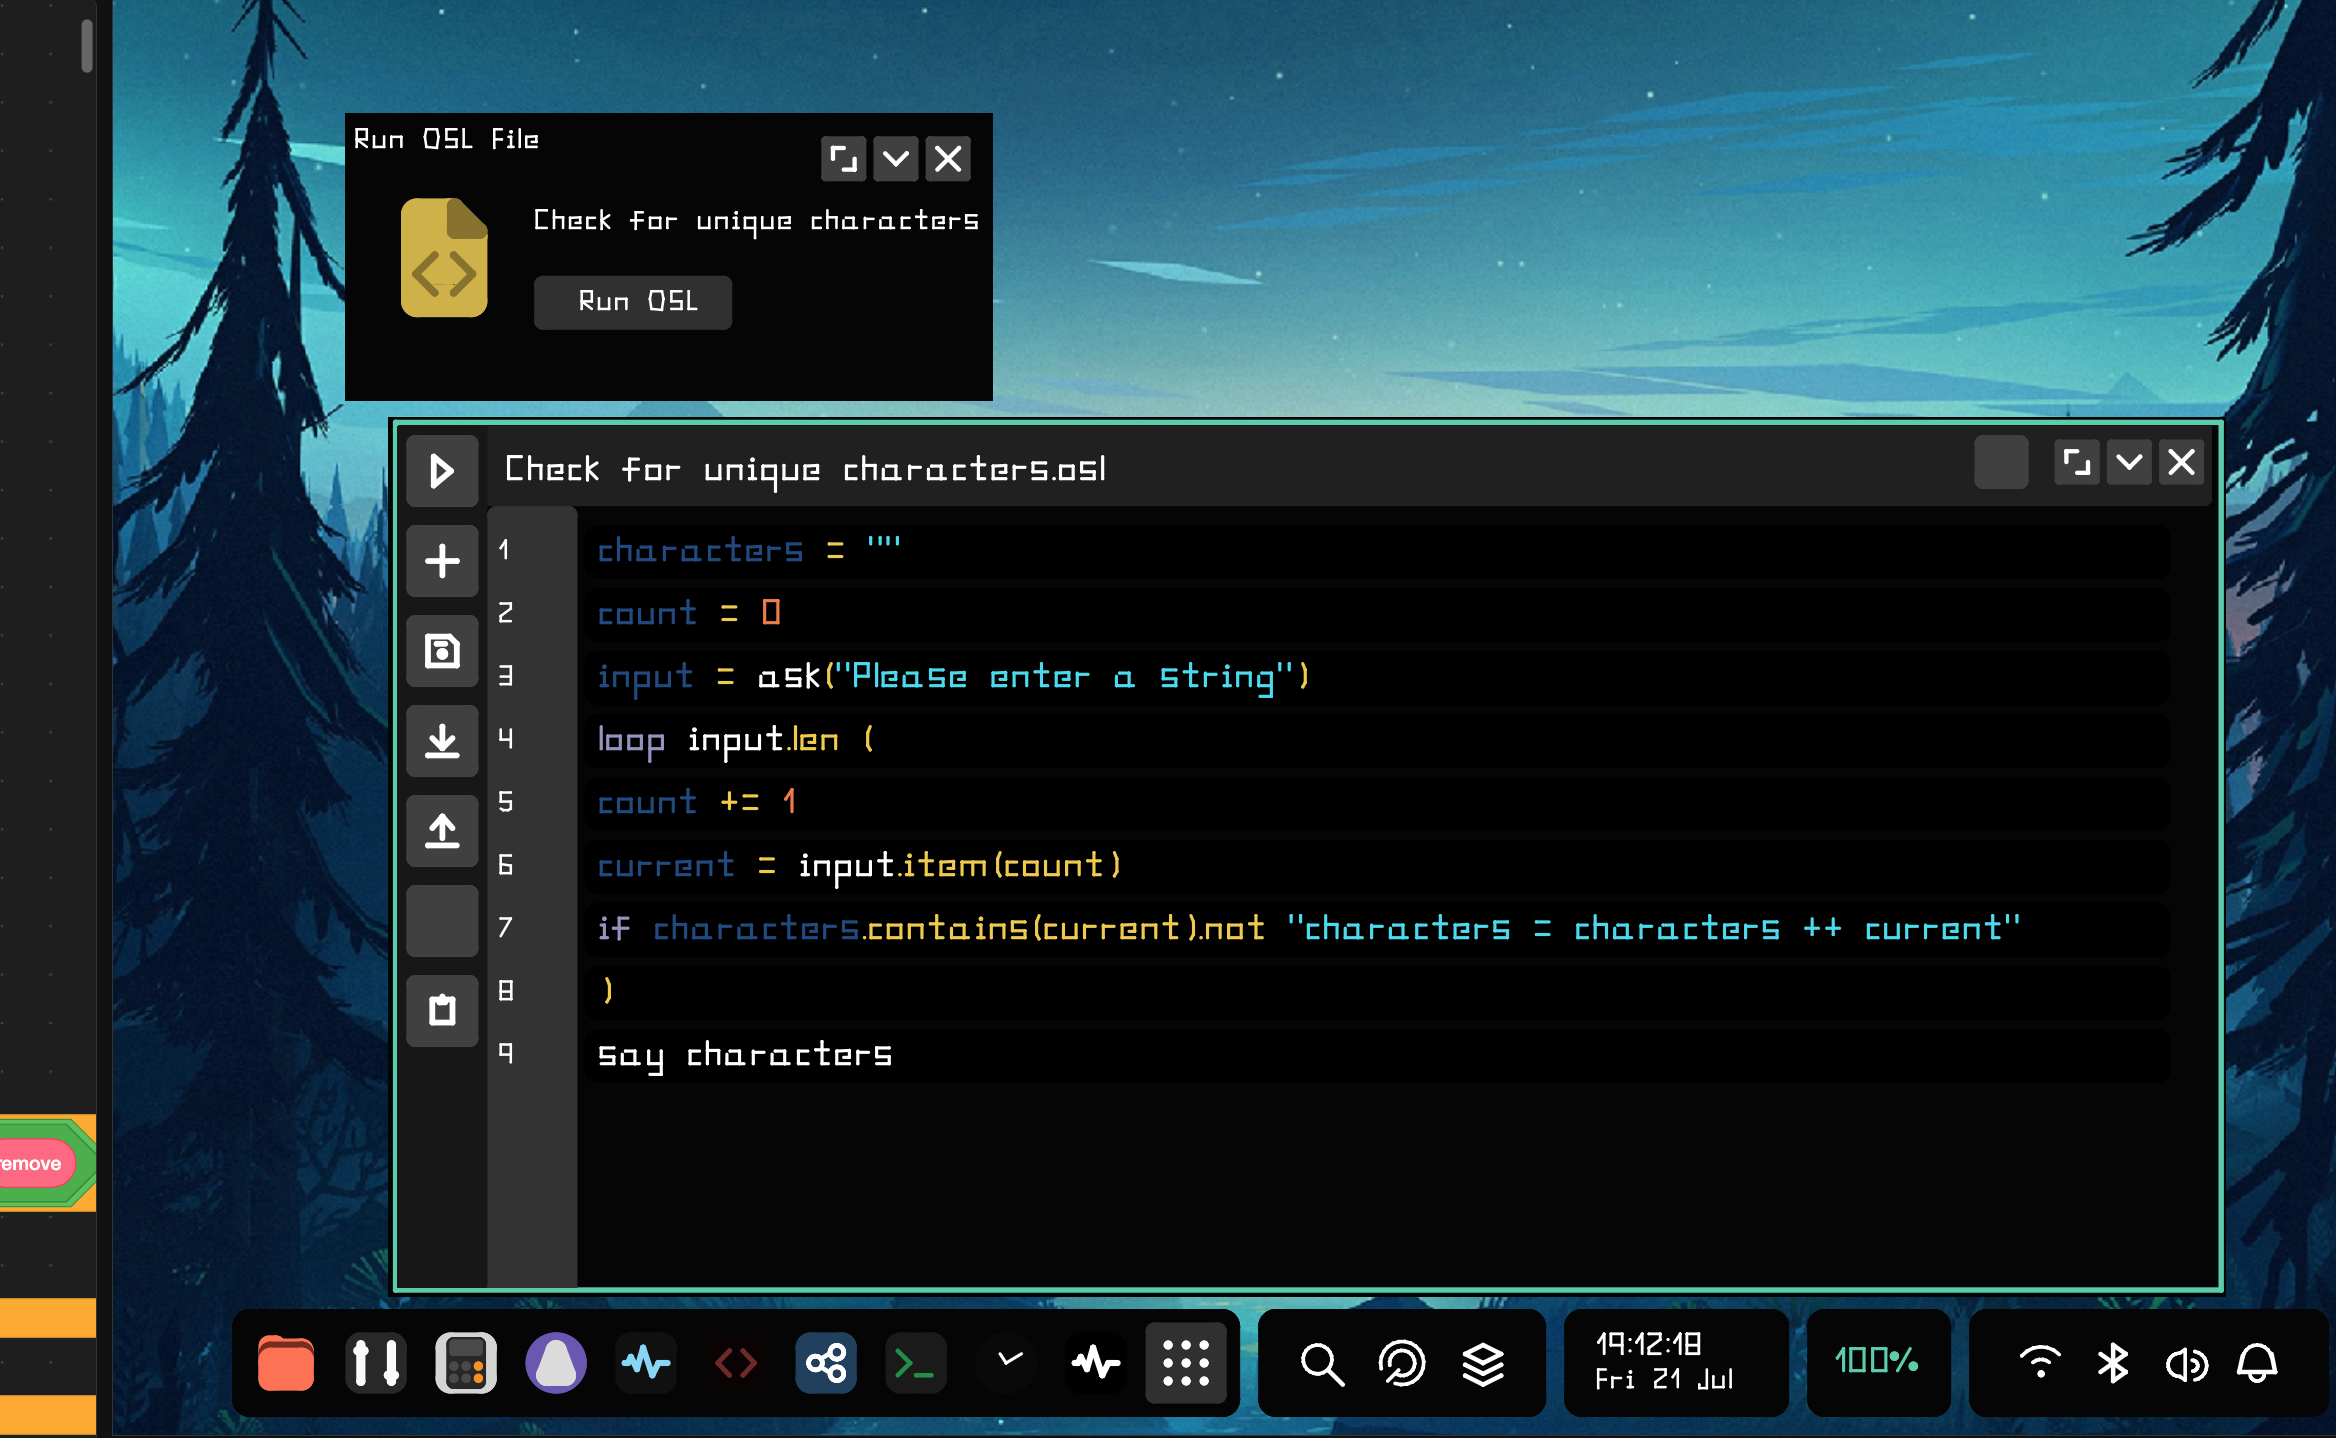 Run OSL File
Check for unique characters
Run OSL
Check for unique characters.osl
1 characters = ""
2 count = 0
3 input = ask("Please enter a string")
4 loop input.len (
5 count += 1
6 current = input.item(count)
7 if characters.contains(current).not "characters = characters ++ current"
8 )
9 say characters
emove
19:12:18
Fri 21 Jul
100%